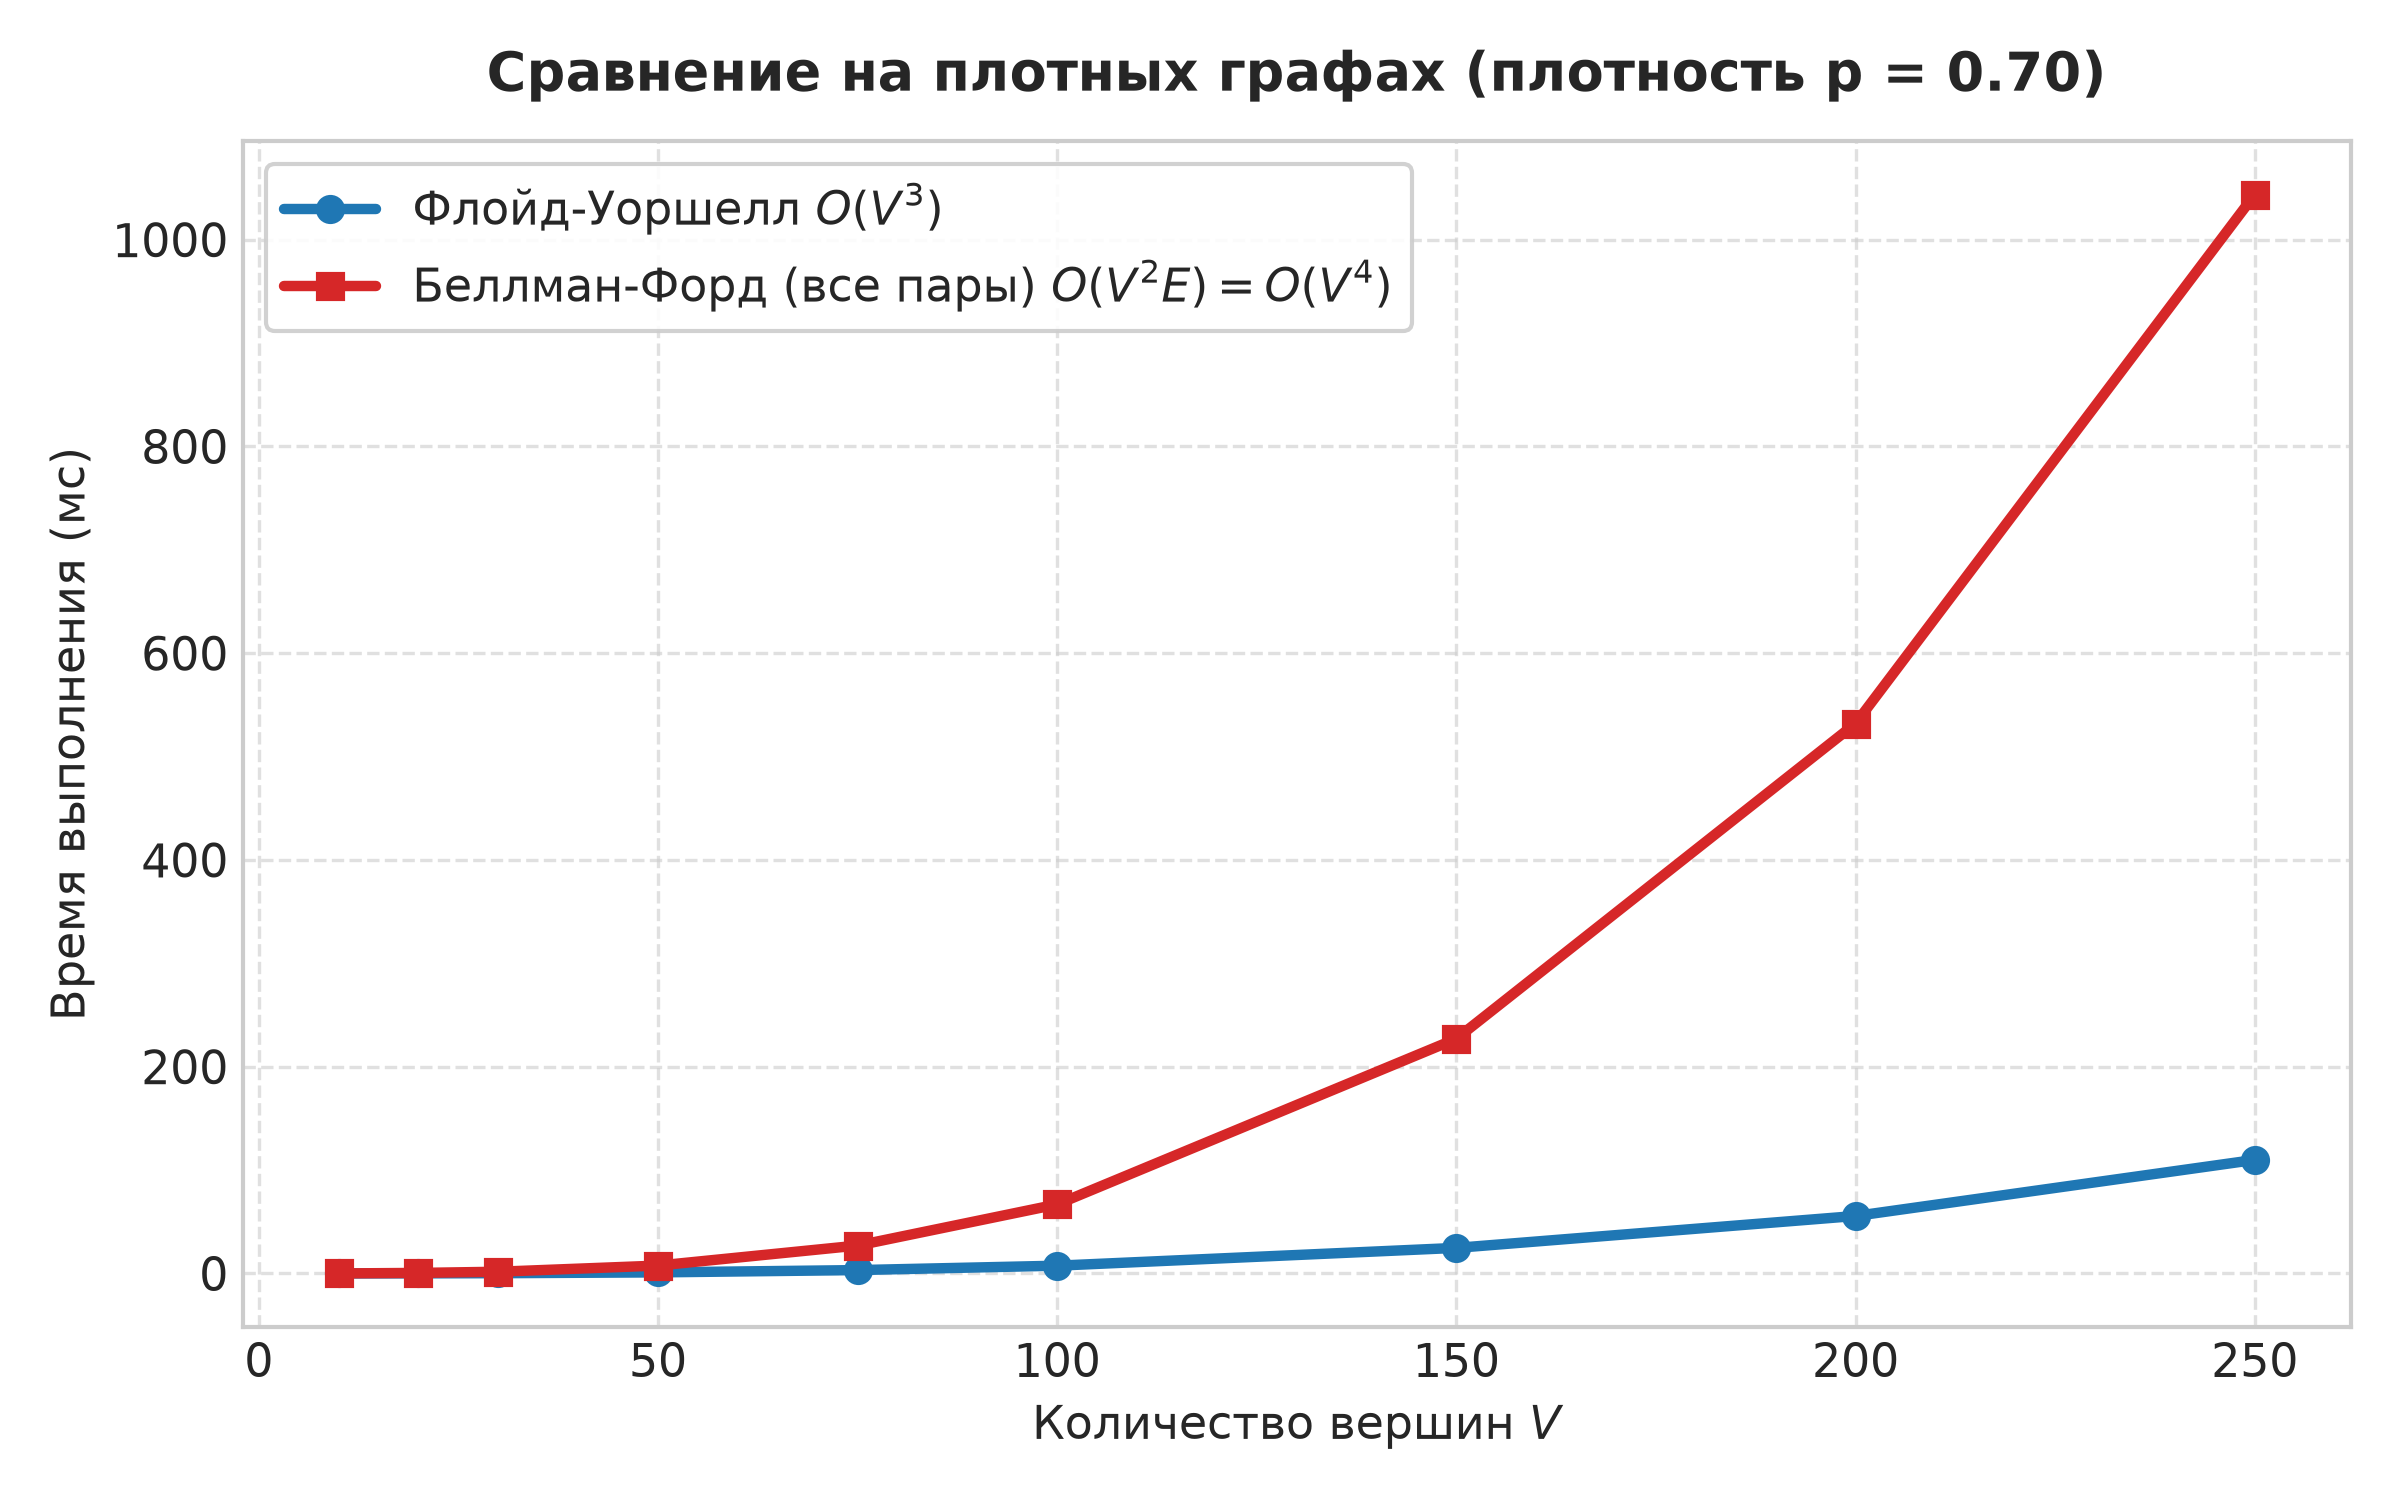 Сравнение на плотных графах (плотность p = 0.70)
Флойд-Уоршелл O(V³)
Беллман-Форд (все пары) O(V²E) = O(V⁴)
Время выполнения (мс)
1000
800
600
400
200
0
0 50 100 150 200 250
Количество вершин V